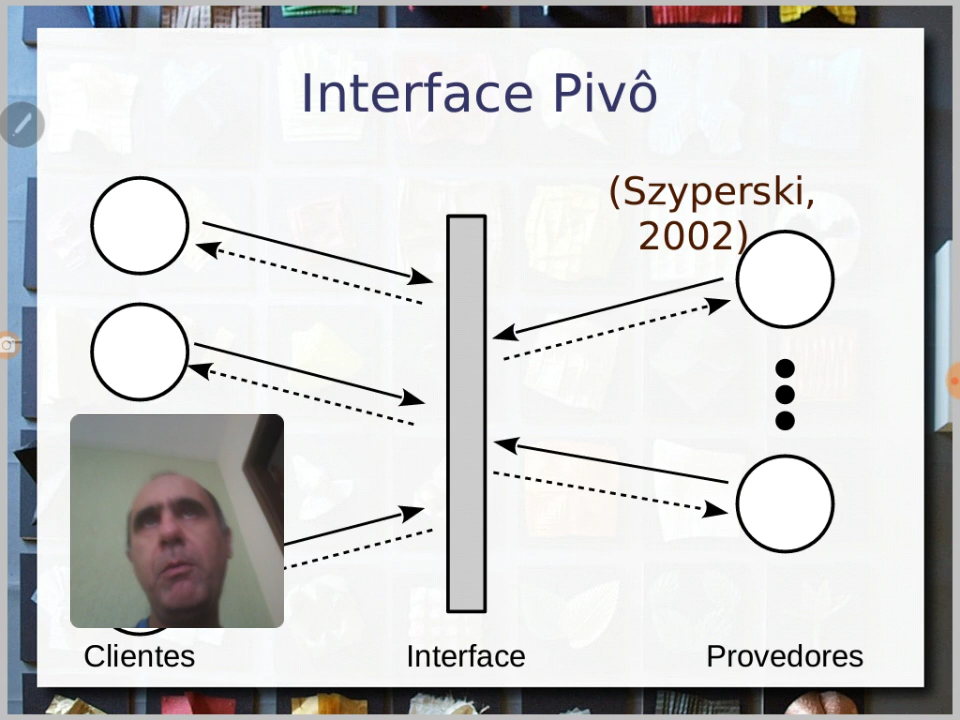 Interface Pivô
(Szyperski,
2002)
Clientes
Interface
Provedores